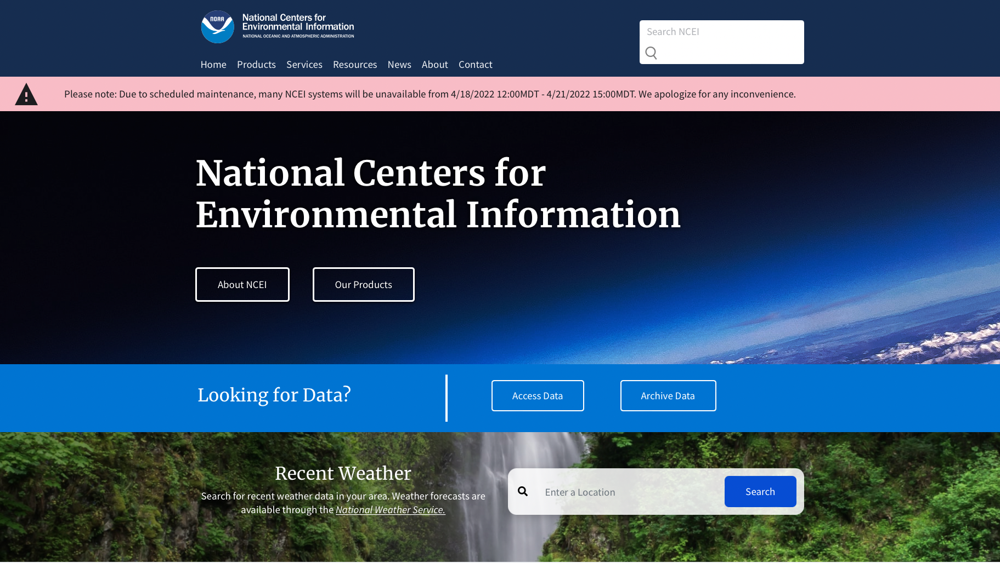 NOAA
National Centers for
Environmental Information
NATIONAL OCEANIC AND ATMOSPHERIC ADMINISTRATION
Search NCEI
Home Products Services Resources News About Contact
Please note: Due to scheduled maintenance, many NCEI systems will be unavailable from 4/18/2022 12:00MDT - 4/21/2022 15:00MDT. We apologize for any inconvenience.
National Centers for
Environmental Information
About NCEI Our Products
Looking for Data?
Access Data Archive Data
Recent Weather
Search for recent weather data in your area. Weather forecasts are
available through the National Weather Service.
Enter a Location
Search